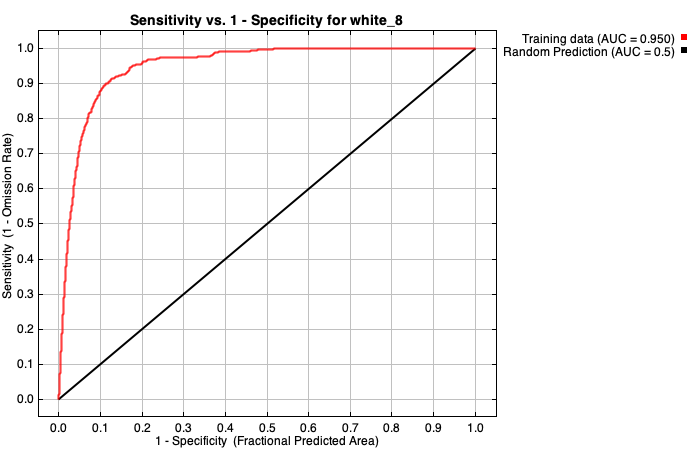 Sensitivity vs. 1 - Specificity for white_8
Training data (AUC = 0.950)
Random Prediction (AUC = 0.5)
Sensitivity (1 - Omission Rate)
1.0
0.9
0.8
0.7
0.6
0.5
0.4
0.3
0.2
0.1
0.0
0.0 0.1 0.2 0.3 0.4 0.5 0.6 0.7 0.8 0.9 1.0
1 - Specificity (Fractional Predicted Area)